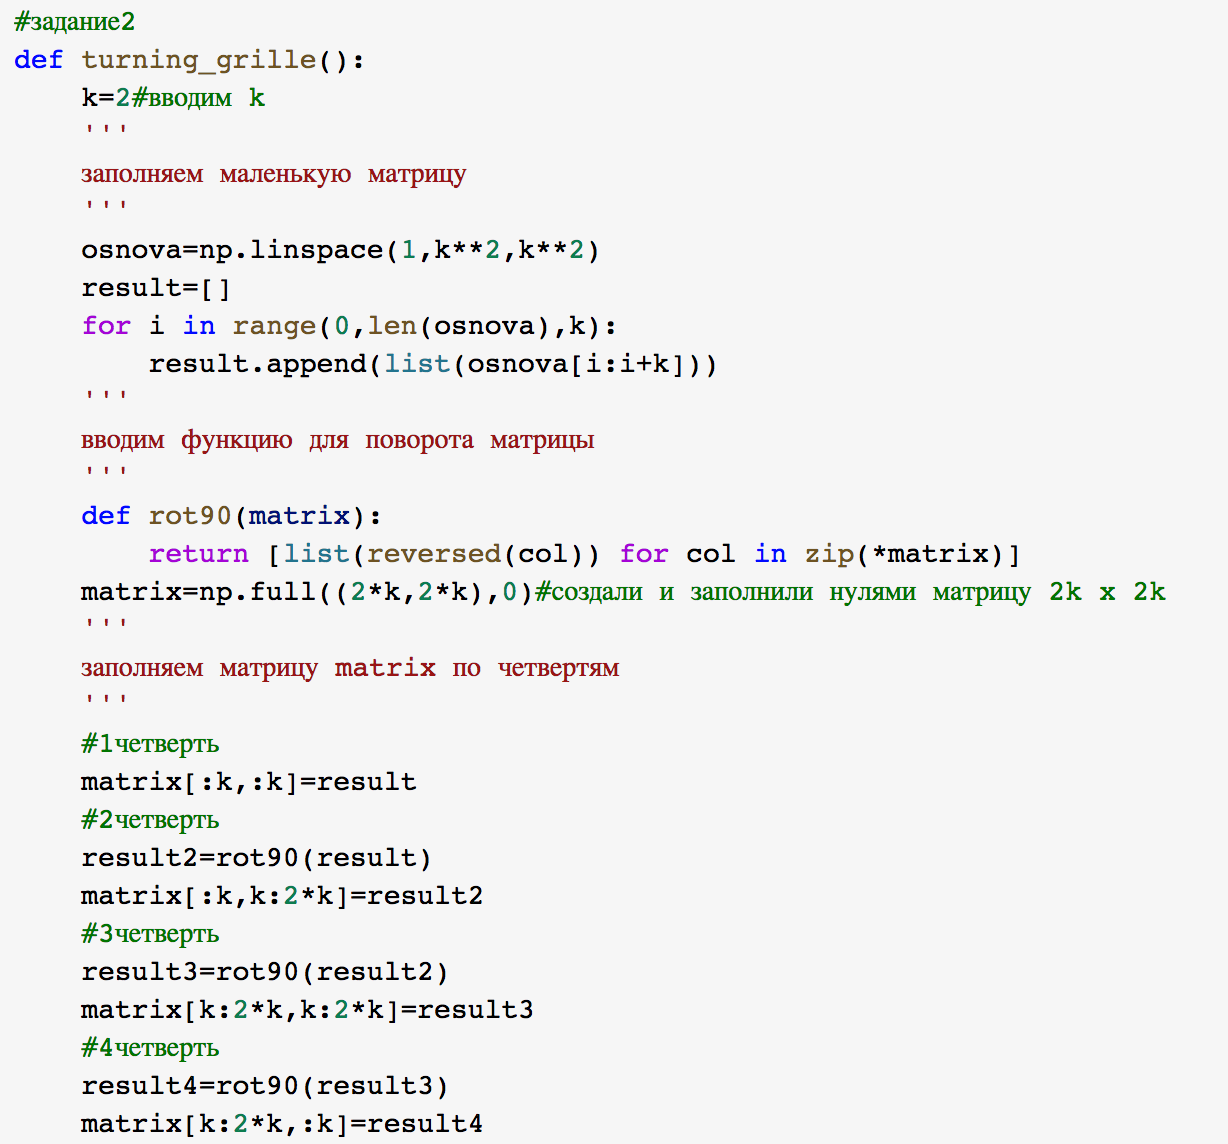 #задание2
def turning_grille():
    k=2#вводим k
    '''
    заполняем маленькую матрицу
    '''
    osnova=np.linspace(1,k**2,k**2)
    result=[]
    for i in range(0,len(osnova),k):
        result.append(list(osnova[i:i+k]))
    '''
    вводим функцию для поворота матрицы
    '''
    def rot90(matrix):
        return [list(reversed(col)) for col in zip(*matrix)]
    matrix=np.full((2*k,2*k),0)#создали и заполнили нулями матрицу 2k x 2k
    '''
    заполняем матрицу matrix по четвертям
    '''
    #1четверть
    matrix[:k,:k]=result
    #2четверть
    result2=rot90(result)
    matrix[:k,k:2*k]=result2
    #3четверть
    result3=rot90(result2)
    matrix[k:2*k,k:2*k]=result3
    #4четверть
    result4=rot90(result3)
    matrix[k:2*k,:k]=result4